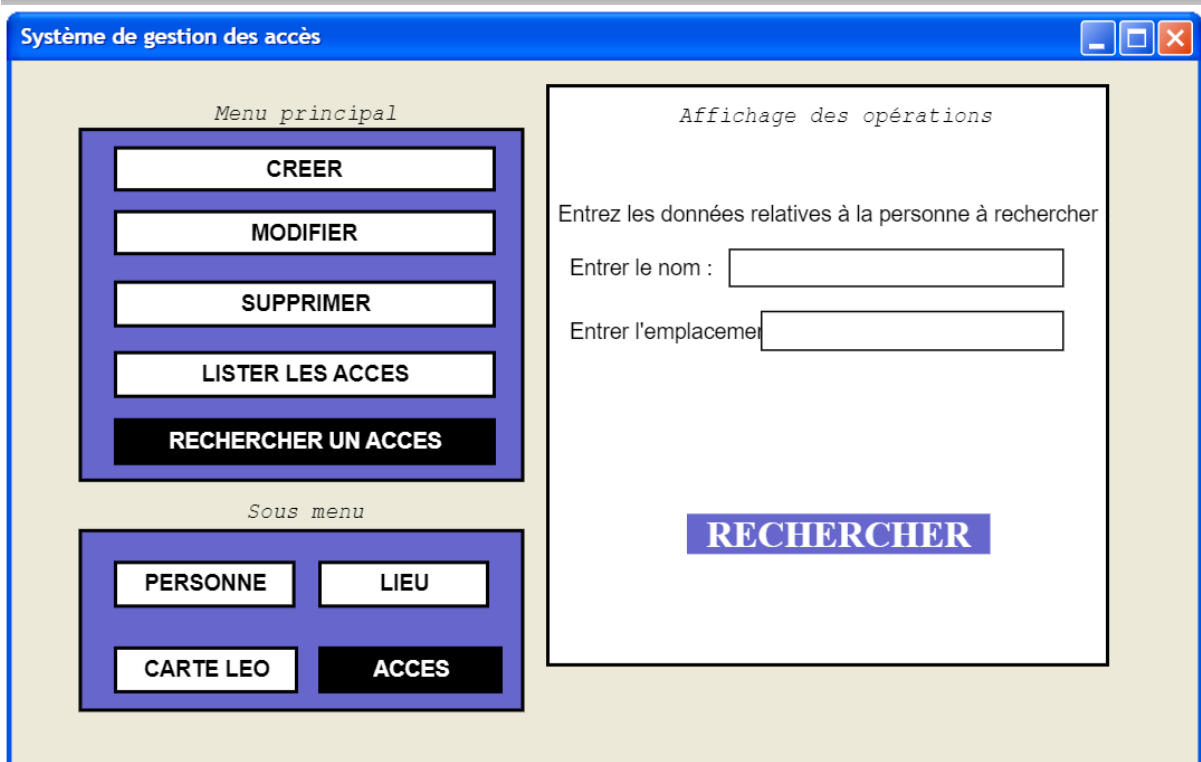 Système de gestion des accès
Menu principal
CREER
MODIFIER
SUPPRIMER
LISTER LES ACCES
RECHERCHER UN ACCES
Sous menu
PERSONNE
LIEU
CARTE LEO
ACCES
Affichage des opérations
Entrez les données relatives à la personne à rechercher
Entrer le nom :
Entrer l'emplacemer
RECHERCHER